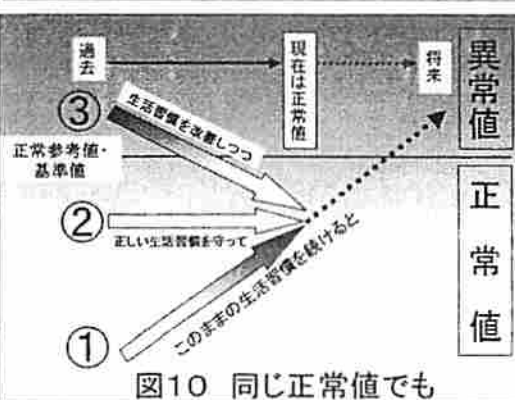 過去
現在は正常値
将来
異常値
③
生活習慣を改善しつつ
正常参考値・
基準値
②
正しい生活習慣を守って
正常値
このままの生活習慣を続けると
①
図10 同じ正常値でも